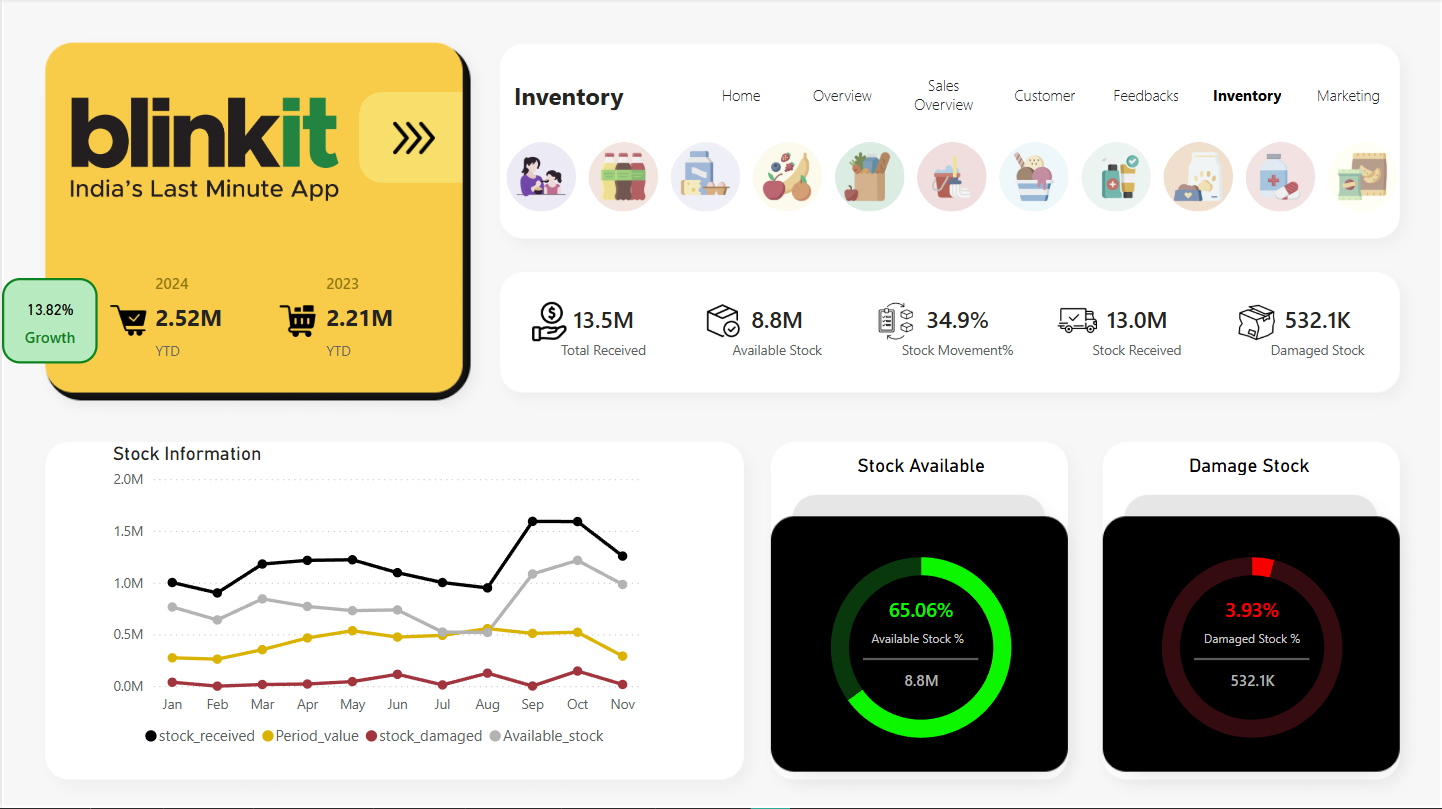 blinkit
India's Last Minute App
2024
2.52M
YTD
2023
2.21M
YTD
13.82%
Growth
Inventory
Home
Overview
Sales
Overview
Customer
Feedbacks
Inventory
Marketing
13.5M
Total Received
8.8M
Available Stock
34.9%
Stock Movement%
13.0M
Stock Received
532.1K
Damaged Stock
Stock Information
2.0M
1.5M
1.0M
0.5M
0.0M
Jan Feb Mar Apr May Jun Jul Aug Sep Oct Nov
stock_received Period_value stock_damaged Available_stock
Stock Available
65.06%
Available Stock %
8.8M
Damage Stock
3.93%
Damaged Stock %
532.1K